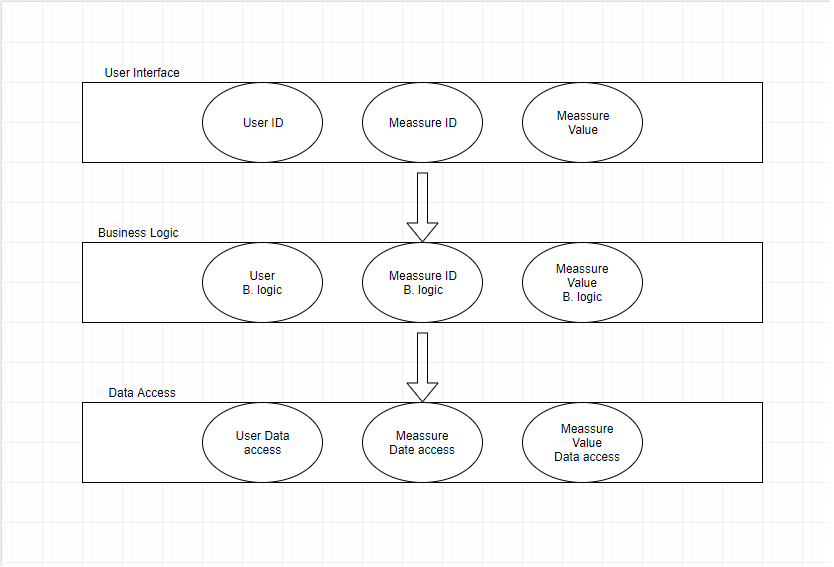 User Interface
User ID
Meassure ID
Meassure
Value
Business Logic
User
B. logic
Meassure ID
B. logic
Meassure
Value
B. logic
Data Access
User Data
access
Meassure
Date access
Meassure
Value
Data access